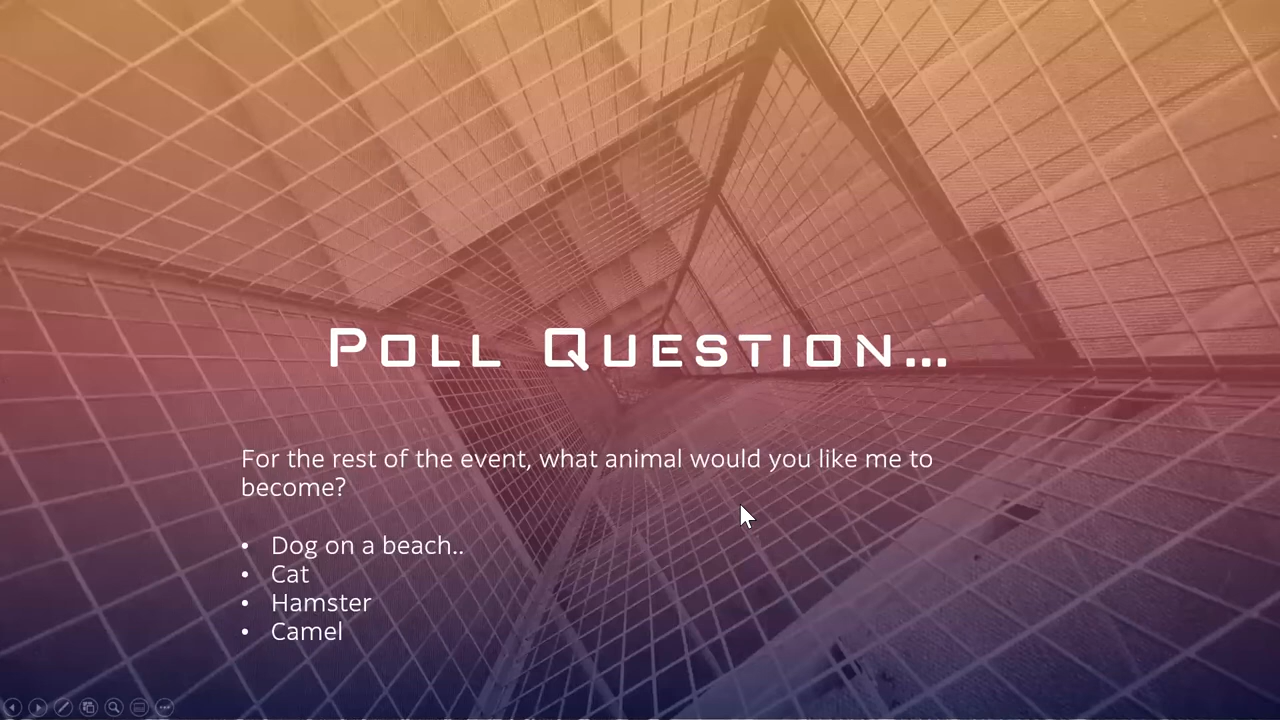 Poll Question...
For the rest of the event, what animal would you like me to
become?
• Dog on a beach..
• Cat
• Hamster
• Camel